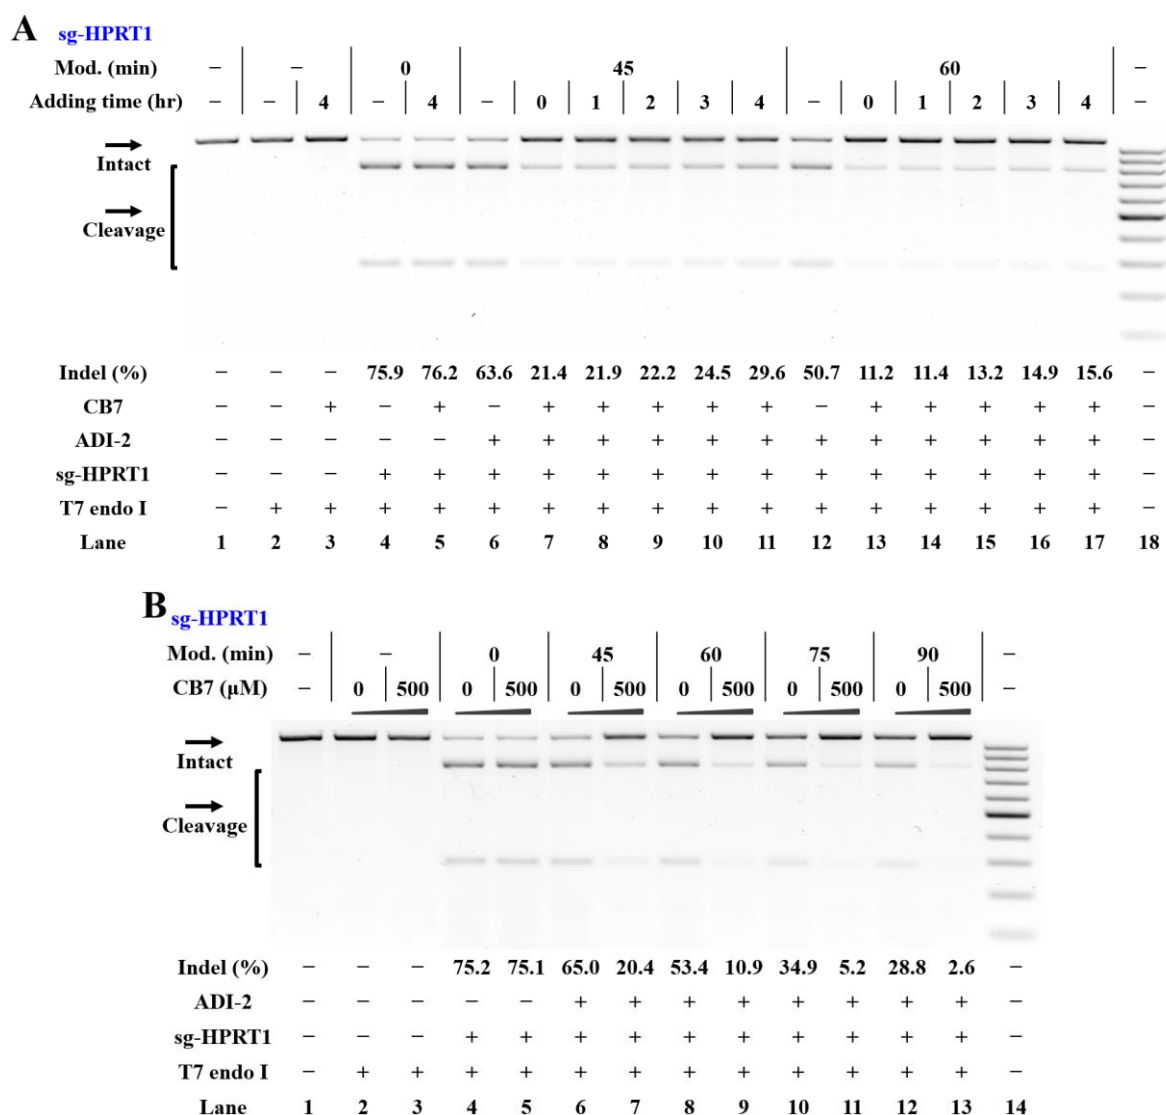 A sg-HPRT1
Mod. (min) – – 0 45 60 –
Adding time (hr) – – 4 – 4 – 0 1 2 3 4 – 0 1 2 3 4 –
Intact
Cleavage
Indel (%) – – – 75.9 76.2 63.6 21.4 21.9 22.2 24.5 29.6 50.7 11.2 11.4 13.2 14.9 15.6 –
CB7 – – + – + – + + + + + – + + + + + –
ADI-2 – – – – – + + + + + + + + + + + + –
sg-HPRT1 – – – + + + + + + + + + + + + + + –
T7 endo I – + + + + + + + + + + + + + + + + –
Lane 1 2 3 4 5 6 7 8 9 10 11 12 13 14 15 16 17 18
B sg-HPRT1
Mod. (min) – – 0 45 60 75 90 –
CB7 (μM) – 0 500 0 500 0 500 0 500 0 500 0 500 –
Intact
Cleavage
Indel (%) – – – 75.2 75.1 65.0 20.4 53.4 10.9 34.9 5.2 28.8 2.6 –
ADI-2 – – – – – + + + + + + + + –
sg-HPRT1 – – – + + + + + + + + + + –
T7 endo I – + + + + + + + + + + + + –
Lane 1 2 3 4 5 6 7 8 9 10 11 12 13 14